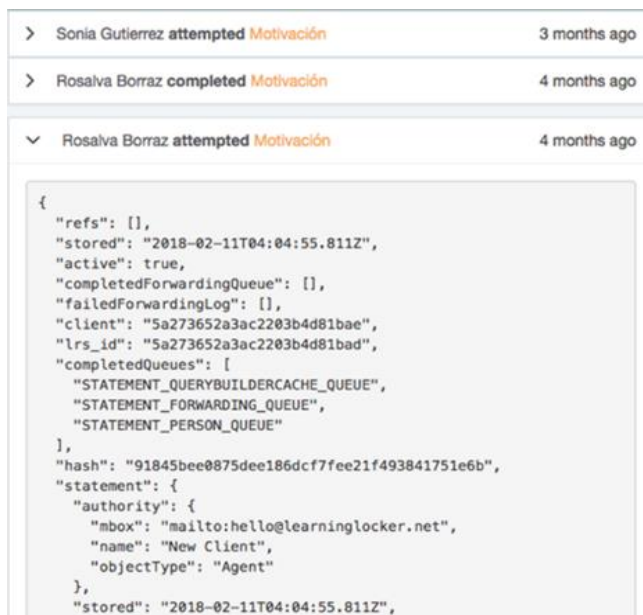 Sonia Gutierrez attempted Motivación 3 months ago
Rosalva Borraz completed Motivación 4 months ago
Rosalva Borraz attempted Motivación 4 months ago
{
"refs": [],
"stored": "2018-02-11T04:04:55.811Z",
"active": true,
"completedForwardingQueue": [],
"failedForwardingLog": [],
"client": "5a273652a3ac2203b4d81bae",
"lrs_id": "5a273652a3ac2203b4d81bad",
"completedQueues": [
"STATEMENT_QUERYBUILDERCACHE_QUEUE",
"STATEMENT_FORWARDING_QUEUE",
"STATEMENT_PERSON_QUEUE"
],
"hash": "91845bee0875dee186dcf7fee21f493841751e6b",
"statement": {
"authority": {
"mbox": "mailto:hello@learninglocker.net",
"name": "New Client",
"objectType": "Agent"
},
"stored": "2018-02-11T04:04:55.811Z",